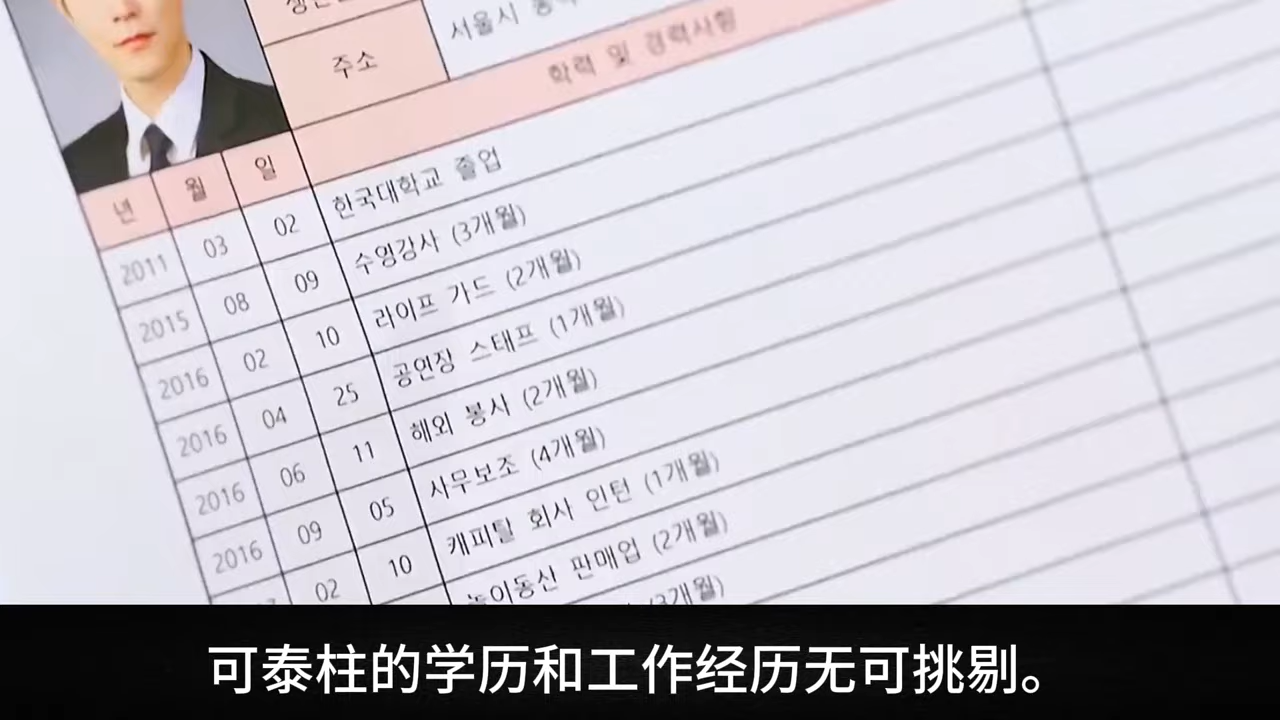 주소
서울시 동작
학력 및 경력사항
년 월 일
2011 03 02 한국대학교 졸업
2015 08 09 수영강사 (3개월)
2016 02 10 라이프 가드 (2개월)
2016 04 25 공연장 스태프 (1개월)
2016 06 11 해외 봉사 (2개월)
2016 09 05 사무보조 (4개월)
02 10 캐피탈 회사 인턴 (1개월)
놀이동산 판매업 (2개월)
(3개월)
可泰柱的学历和工作经历无可挑剔。